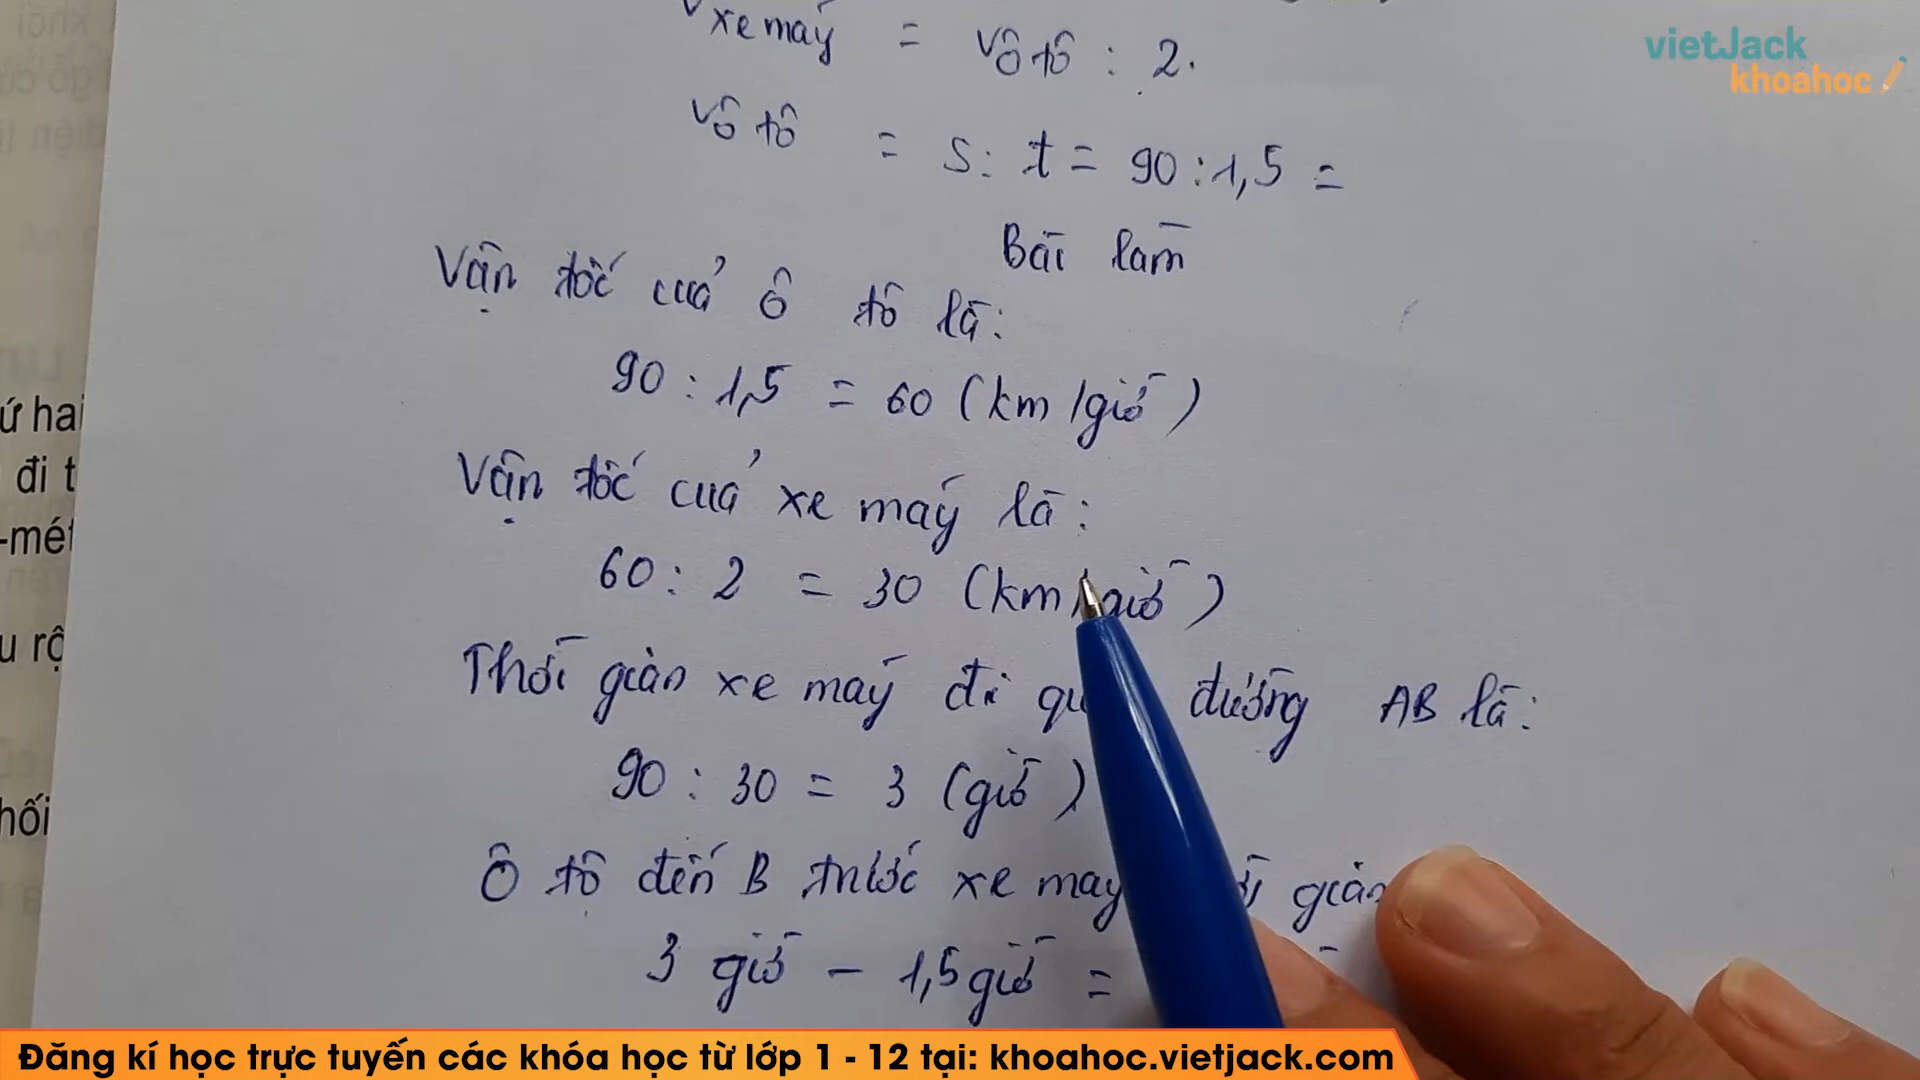 vietJack
khoahoc
v xe máy = v ô tô : 2.
v ô tô = s : t = 90 : 1,5 =
Bài làm
Vận tốc của ô tô là:
90 : 1,5 = 60 (km/giờ)
Vận tốc của xe máy là:
60 : 2 = 30 (km/giờ)
Thời gian xe máy đi đường AB là:
90 : 30 = 3 (giờ)
Ô tô đến B trước xe máy gian
3 giờ - 1,5 giờ =
ứ hai
đi t
-mét
u rộ
hối
Đăng kí học trực tuyến các khóa học từ lớp 1 - 12 tại: khoahoc.vietjack.com